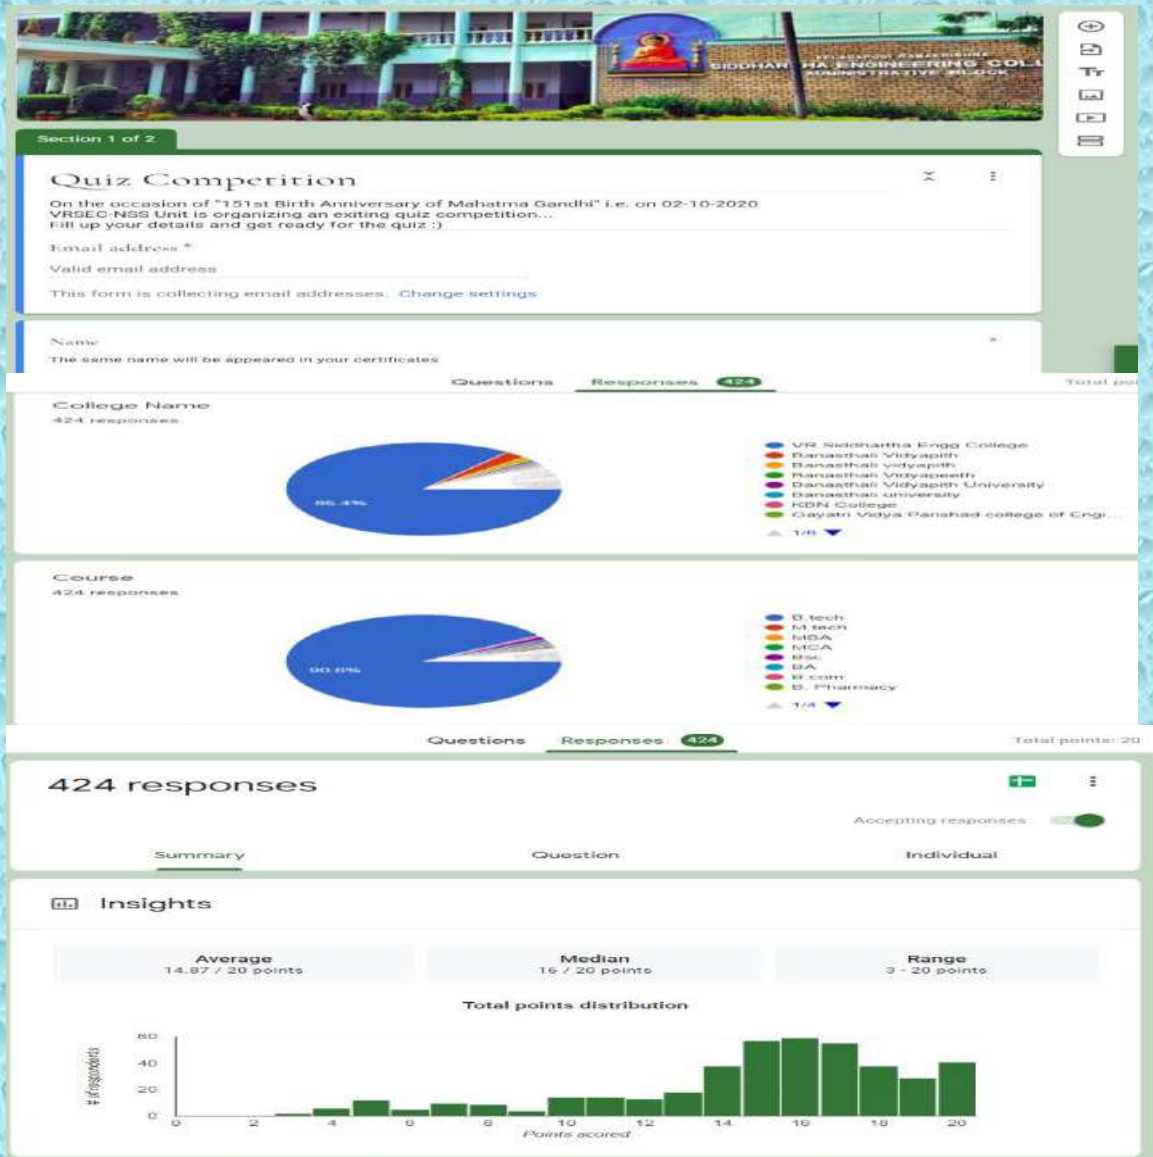 SIDDHAR HA ENGINEERING COLL
ADMINISTRATIVE BLOCK
Section 1 of 2
Quiz Competition
On the occasion of "151st Birth Anniversary of Mahatma Gandhi" i.e. on 02-10-2020
VRSEC-NSS Unit is organizing an exiting quiz competition...
Fill up your details and get ready for the quiz :)
Email address *
Valid email address
This form is collecting email addresses. Change settings
Name *
The same name will be appeared in your certificates
Questions Responses 424 Total poi
College Name
424 responses
86.4%
VR Siddhartha Engg College
Banasthali Vidyapith
Banasthali vidyapith
Banasthali Vidyapeeth
Banasthali Vidyapith University
Banasthali university
KBN College
Gayatri Vidya Parishad college of Engi...
1/8
Course
424 responses
90.8%
B.tech
M.tech
MBA
MCA
Bsc
BA
B.com
B. Pharmacy
1/4
Questions Responses 424 Total points: 20
424 responses
Accepting responses
Summary Question Individual
Insights
Average Median Range
14.87 / 20 points 16 / 20 points 3 - 20 points
Total points distribution
# of respondents
60
40
20
0
0 2 4 6 8 10 12 14 16 18 20
Points scored